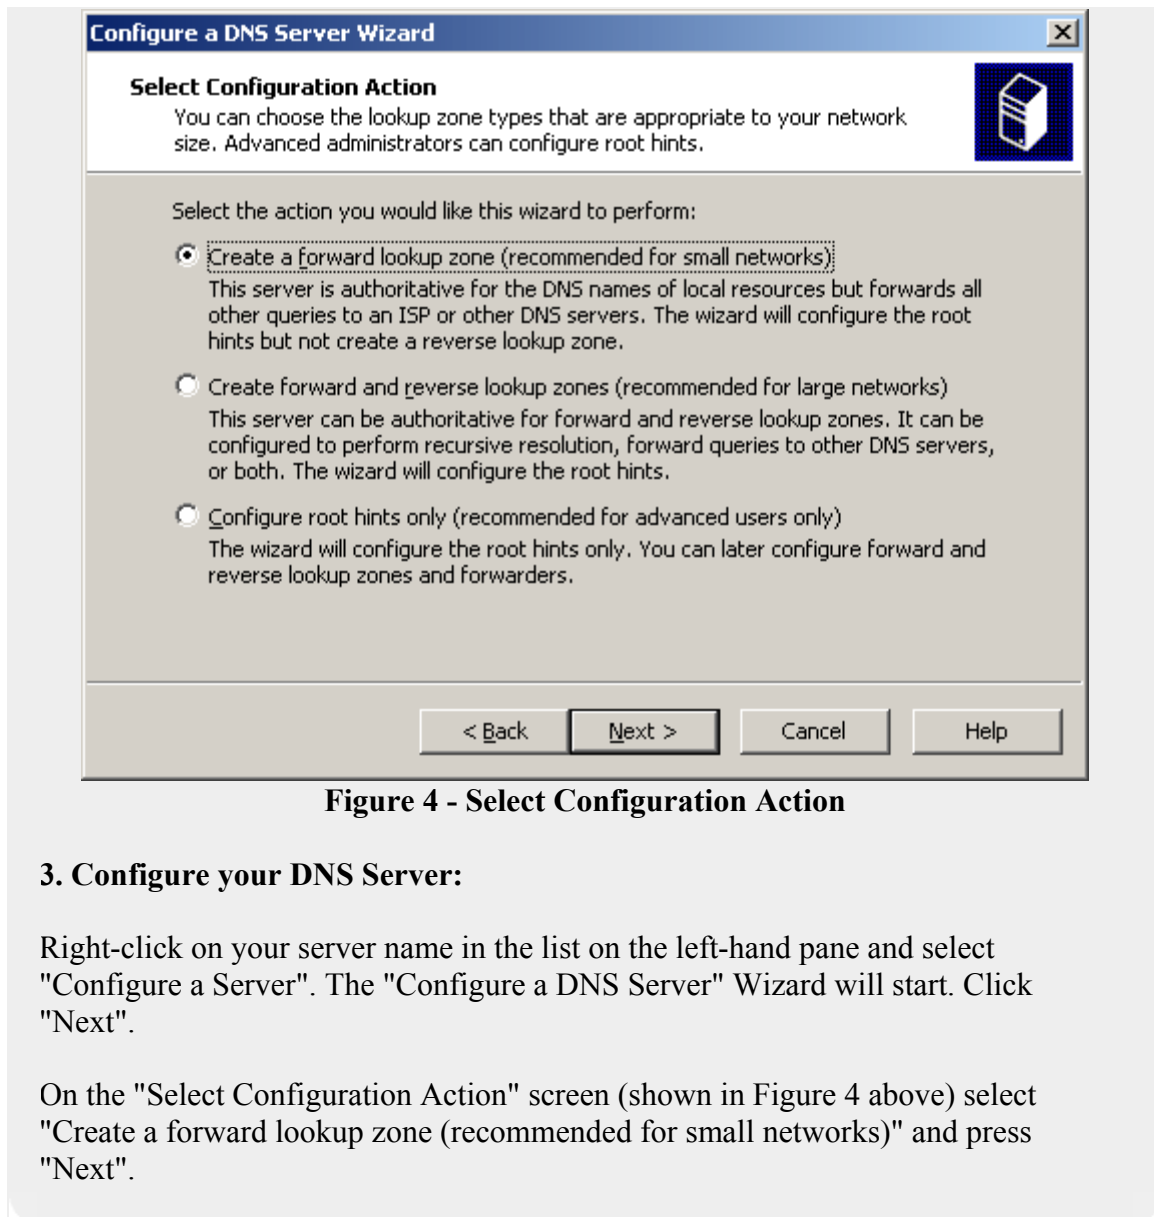 Configure a DNS Server Wizard
Select Configuration Action
You can choose the lookup zone types that are appropriate to your network
size. Advanced administrators can configure root hints.
Select the action you would like this wizard to perform:
Create a forward lookup zone (recommended for small networks)
This server is authoritative for the DNS names of local resources but forwards all
other queries to an ISP or other DNS servers. The wizard will configure the root
hints but not create a reverse lookup zone.
Create forward and reverse lookup zones (recommended for large networks)
This server can be authoritative for forward and reverse lookup zones. It can be
configured to perform recursive resolution, forward queries to other DNS servers,
or both. The wizard will configure the root hints.
Configure root hints only (recommended for advanced users only)
The wizard will configure the root hints only. You can later configure forward and
reverse lookup zones and forwarders.
< Back Next > Cancel Help
Figure 4 - Select Configuration Action
3. Configure your DNS Server:
Right-click on your server name in the list on the left-hand pane and select
"Configure a Server". The "Configure a DNS Server" Wizard will start. Click
"Next".
On the "Select Configuration Action" screen (shown in Figure 4 above) select
"Create a forward lookup zone (recommended for small networks)" and press
"Next".